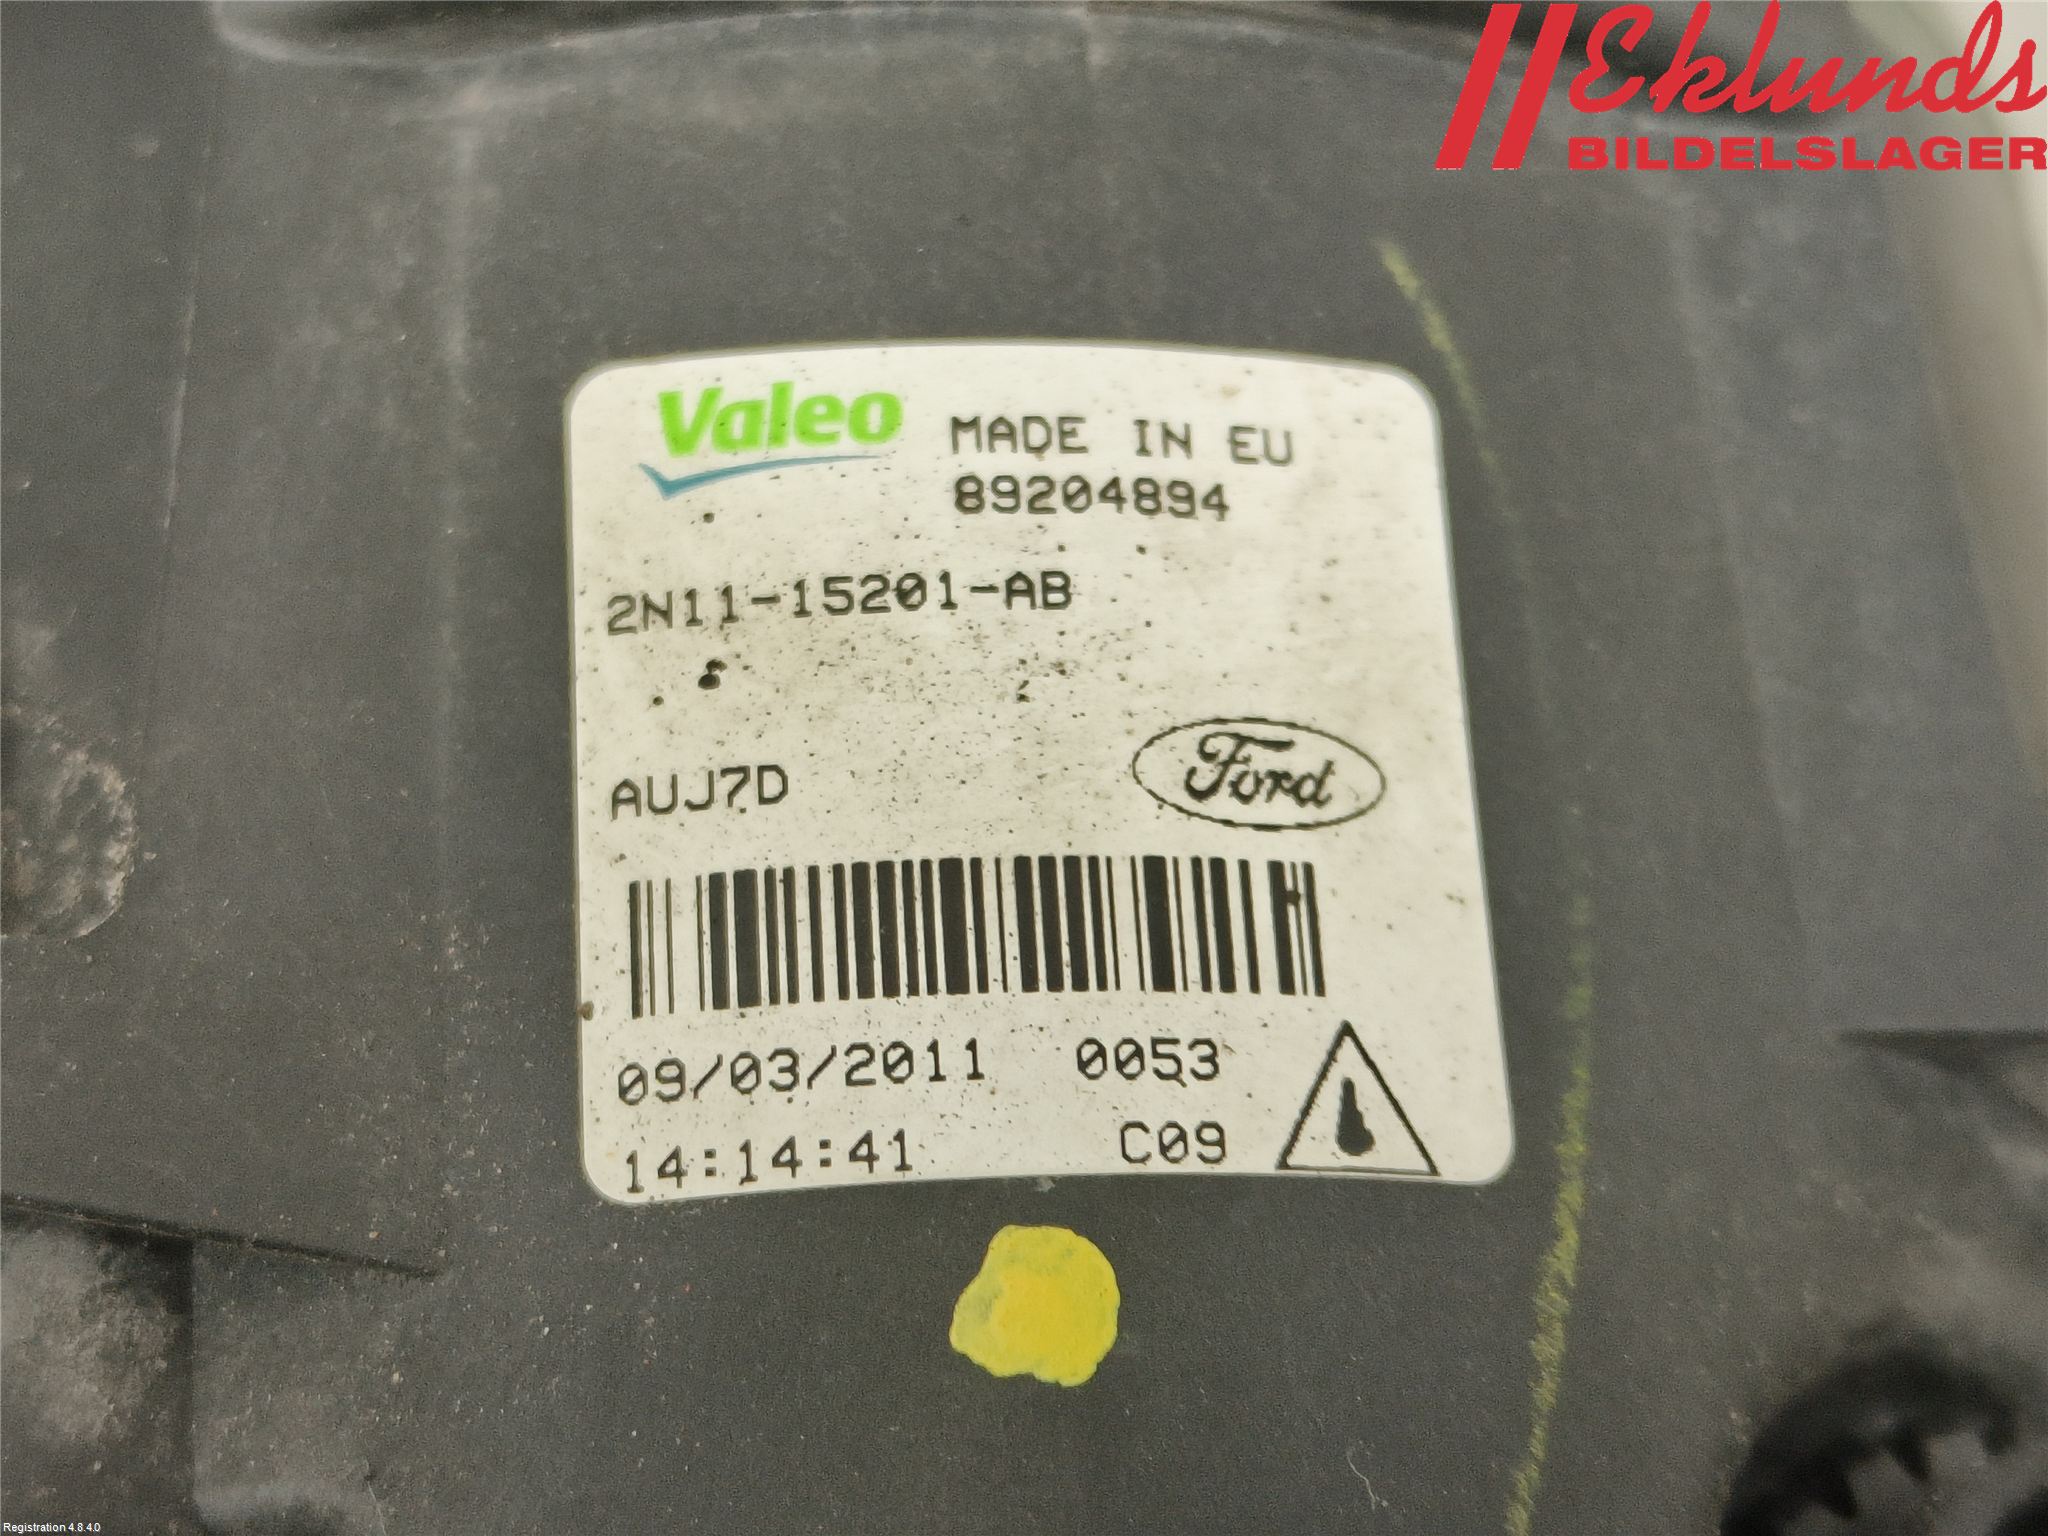 Eklunds
BILDELSLAGER
Valeo
MADE IN EU
89204894
2N11-15201-AB
AUJ7D
Ford
09/03/2011 0053
14:14:41 C09
Registration 4.8.4.0